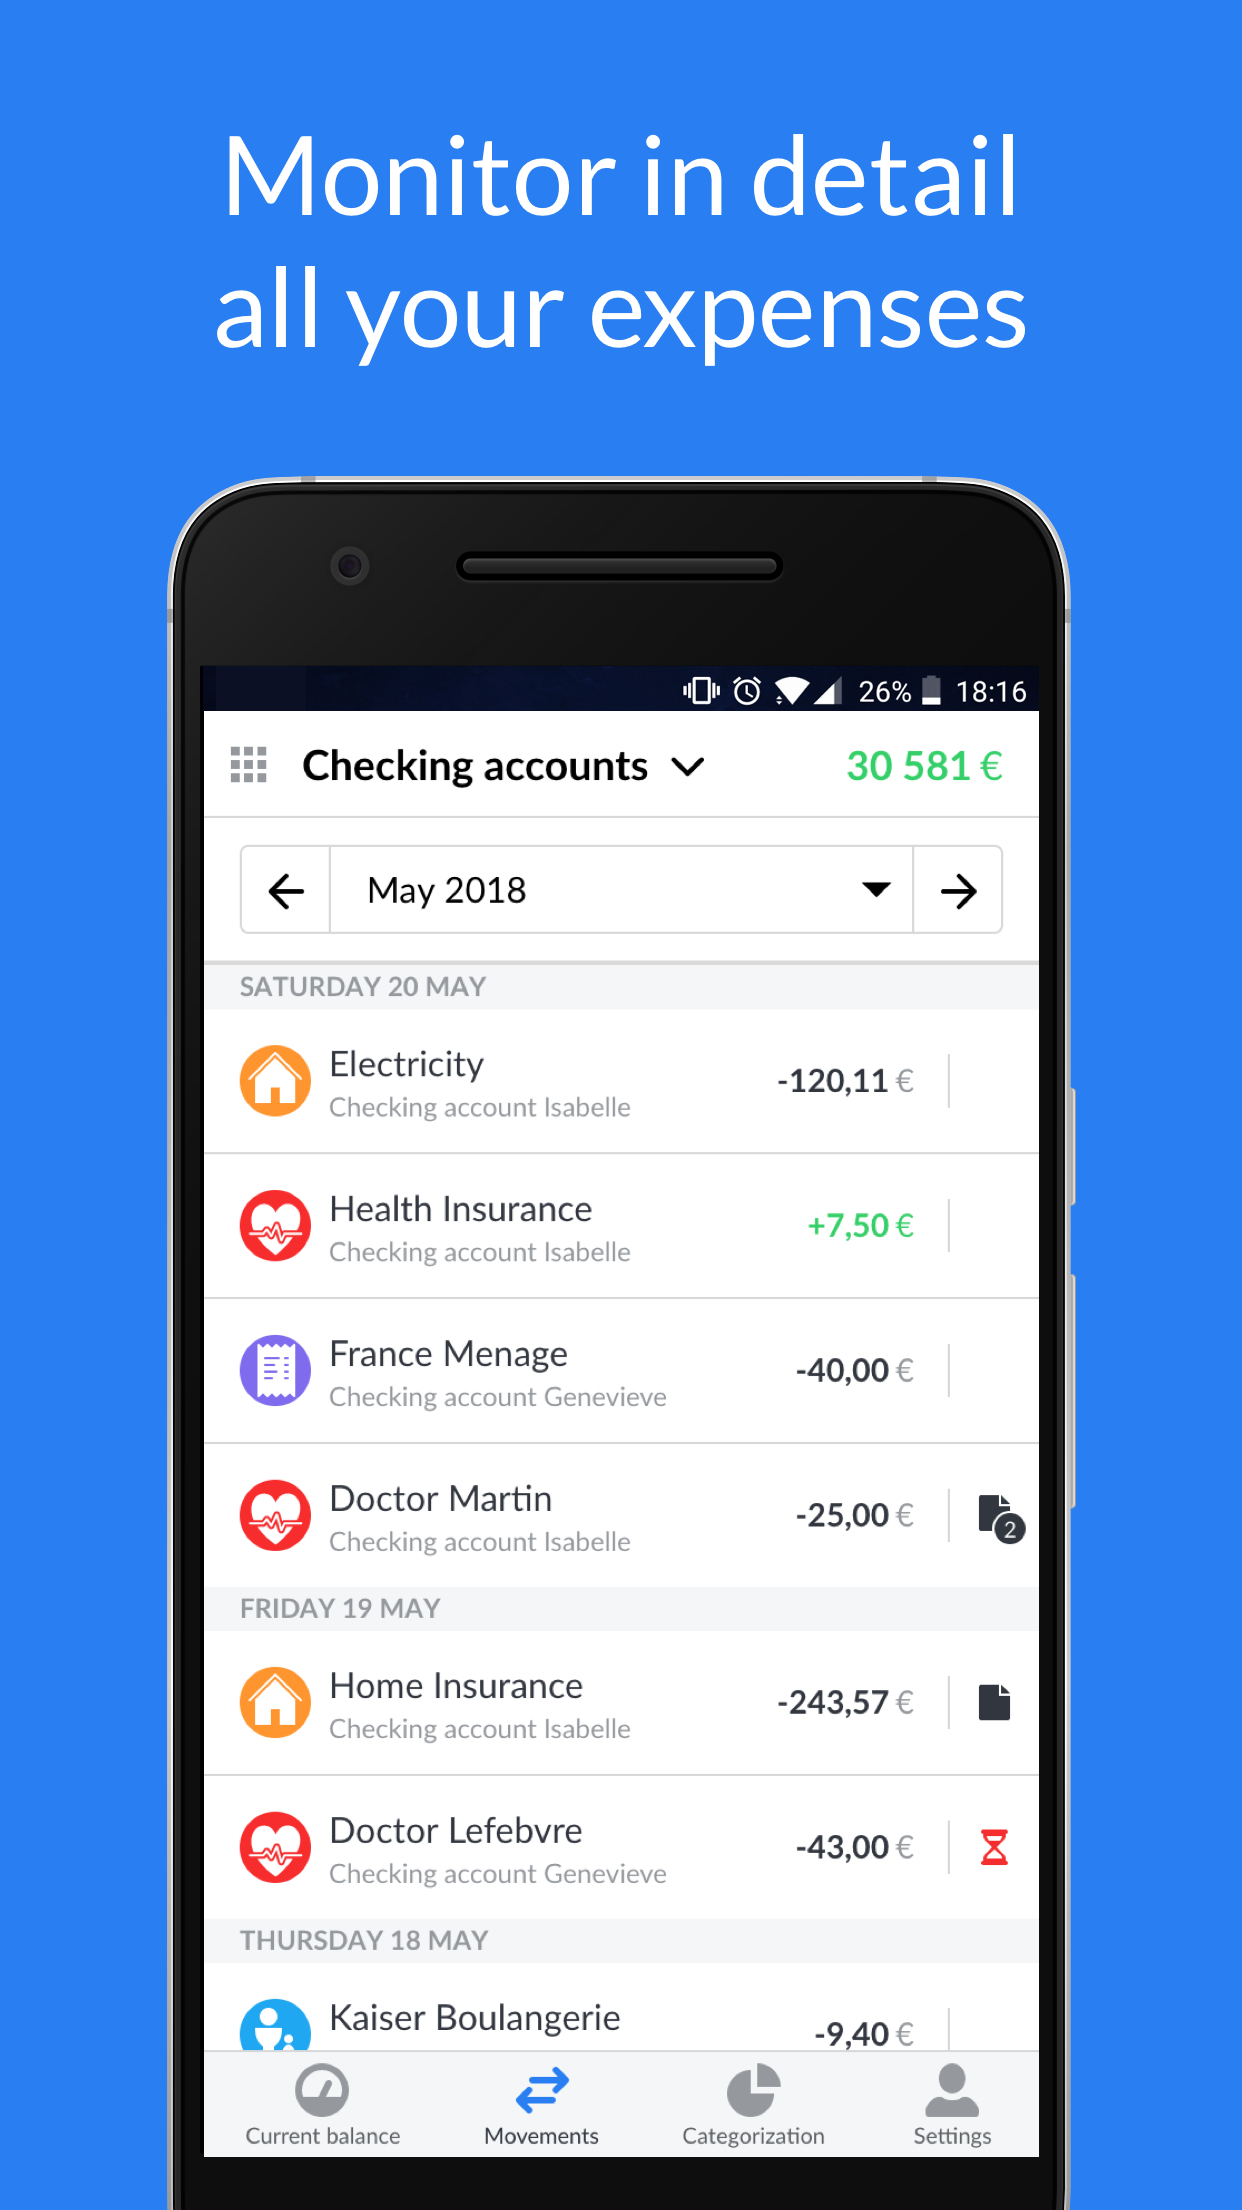 Monitor in detail
all your expenses
26% 18:16
Checking accounts 30 581 €
May 2018
SATURDAY 20 MAY
Electricity
Checking account Isabelle
-120,11 €
Health Insurance
Checking account Isabelle
+7,50 €
France Menage
Checking account Genevieve
-40,00 €
Doctor Martin
Checking account Isabelle
-25,00 €
2
FRIDAY 19 MAY
Home Insurance
Checking account Isabelle
-243,57 €
Doctor Lefebvre
Checking account Genevieve
-43,00 €
THURSDAY 18 MAY
Kaiser Boulangerie
-9,40 €
Current balance Movements Categorization Settings